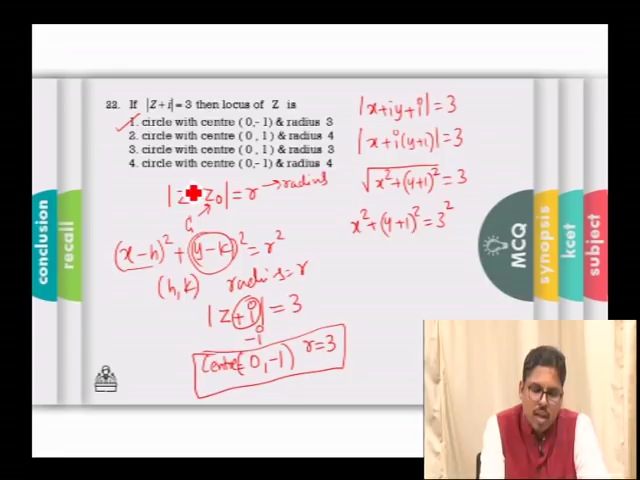 22. If |Z+i|=3 then locus of Z is
1. circle with centre (0,-1) & radius 3
2. circle with centre (0, 1) & radius 4
3. circle with centre (0, 1) & radius 3
4. circle with centre (0,-1) & radius 4
|z z₀|=r → radius
(x-h)²+(y-k)²=r²
(h,k) radius=r
|z+i|=3
-i
Centre(0,-1) r=3
|x+iy+i|=3
|x+i(y+1)|=3
√x²+(y+1)²=3
x²+(y+1)²=3²
conclusion
recall
MCQ
synopsis
kcet
subject